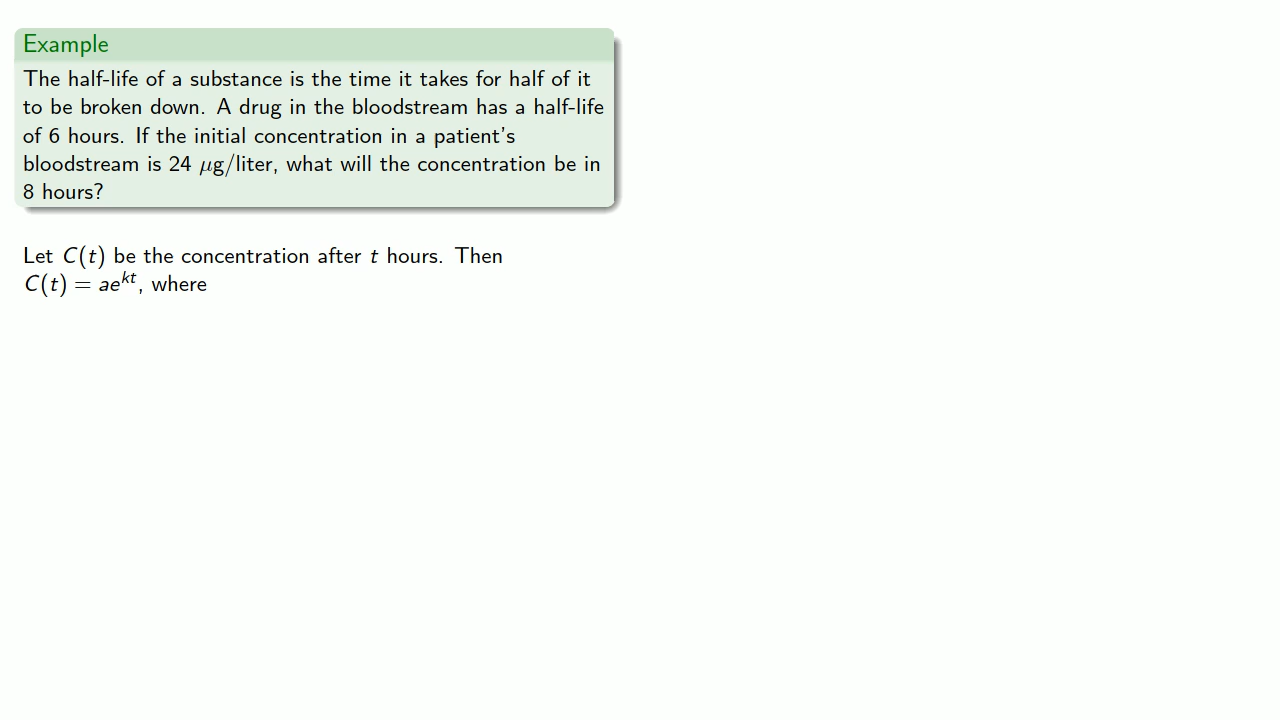 Example
The half-life of a substance is the time it takes for half of it
to be broken down. A drug in the bloodstream has a half-life
of 6 hours. If the initial concentration in a patient's
bloodstream is 24 μg/liter, what will the concentration be in
8 hours?
Let C(t) be the concentration after t hours. Then
C(t) = ae^{kt}, where